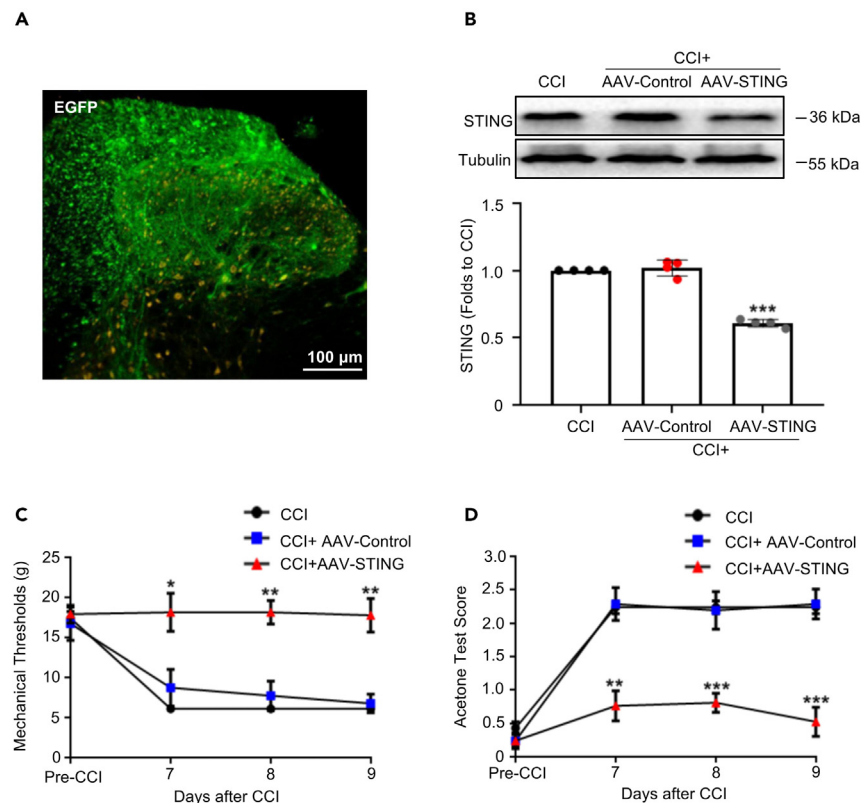 A
EGFP
100 µm
B
CCI+
CCI AAV-Control AAV-STING
STING
36 kDa
Tubulin
55 kDa
STING (Folds to CCI)
1.5
1.0
0.5
0
***
CCI AAV-Control AAV-STING
CCI+
C
CCI
CCI+ AAV-Control
CCI+AAV-STING
Mechanical Thresholds (g)
25
20
15
10
5
0
* ** **
Pre-CCI 7 8 9
Days after CCI
D
CCI
CCI+ AAV-Control
CCI+AAV-STING
Acetone Test Score
3.0
2.5
2.0
1.5
1.0
0.5
0
** *** ***
Pre-CCI 7 8 9
Days after CCI